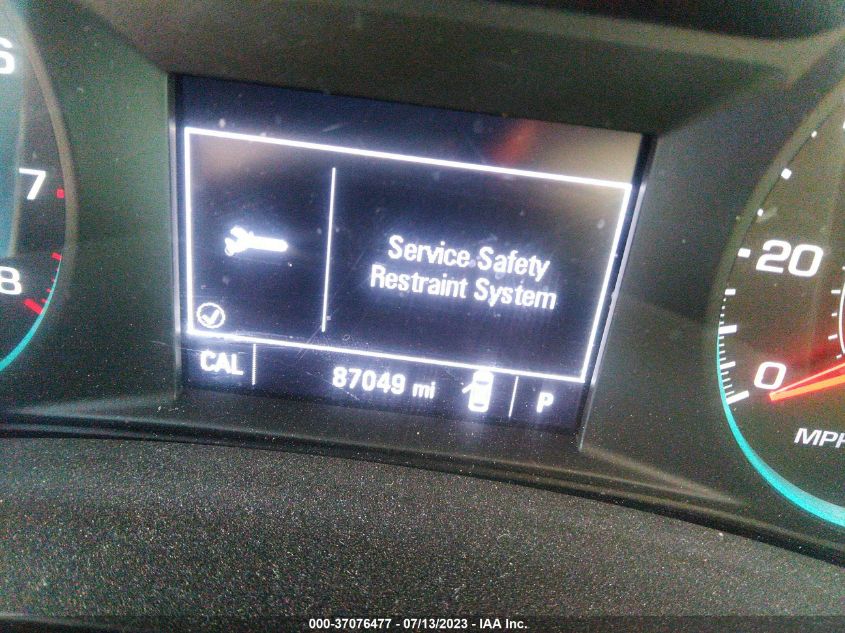 6
7
8
Service Safety
Restraint System
CAL
87049 mi
P
20
0
MPH
000-37076477 - 07/13/2023 - IAA Inc.